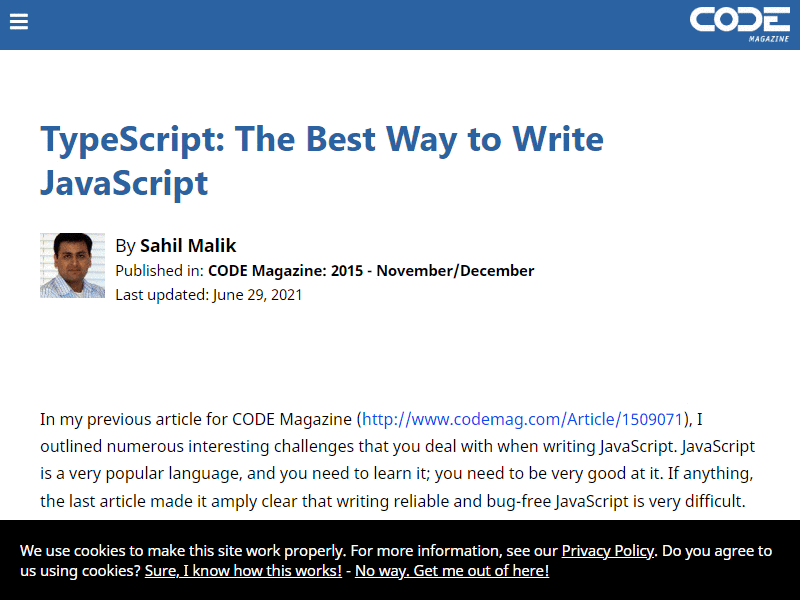 CODE
MAGAZINE
TypeScript: The Best Way to Write
JavaScript
By Sahil Malik
Published in: CODE Magazine: 2015 - November/December
Last updated: June 29, 2021
In my previous article for CODE Magazine (http://www.codemag.com/Article/1509071), I
outlined numerous interesting challenges that you deal with when writing JavaScript. JavaScript
is a very popular language, and you need to learn it; you need to be very good at it. If anything,
the last article made it amply clear that writing reliable and bug-free JavaScript is very difficult.
We use cookies to make this site work properly. For more information, see our Privacy Policy. Do you agree to
us using cookies? Sure, I know how this works! - No way. Get me out of here!